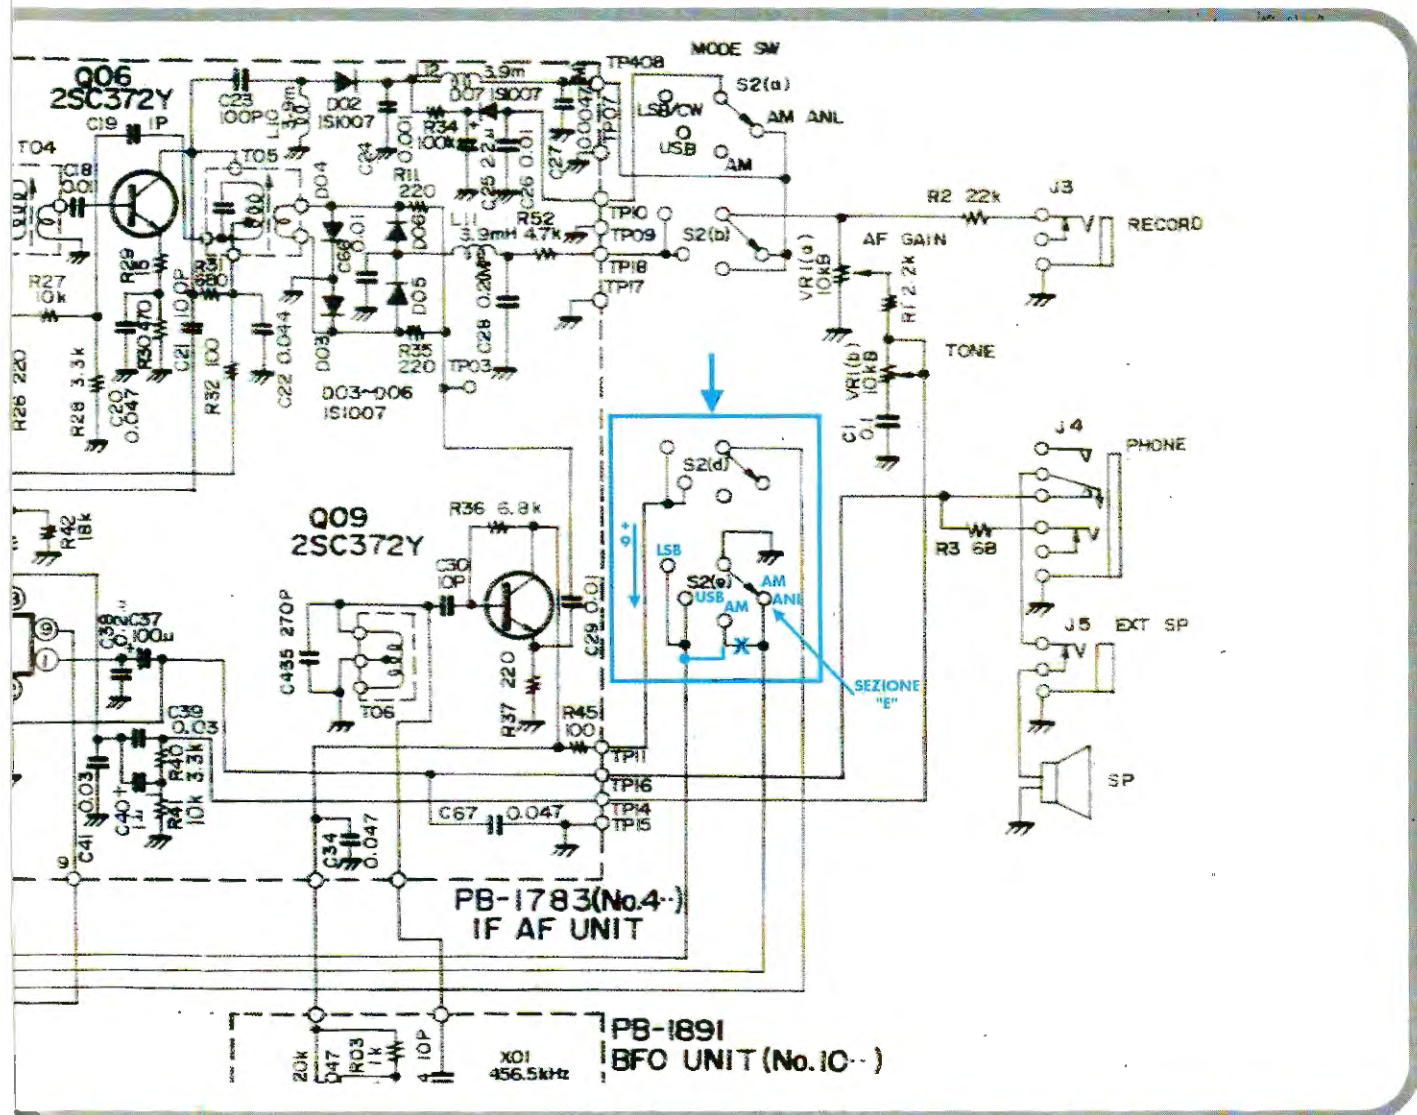 MODE SW
Q06
2SC372Y
C19 1P
T04
C18
0.01
C23
100P
L10
3.9m
D02
1S1007
C24
0.001
3.9m
D07 1S1007
R34
100k
C25 2.2μ
C26 0.01
C27
0.0047
TP408
TP07
LSB/CW
USB
S2(a)
AM ANL
AM
T05
D04
R11
220
C66
0.01
D06
L11
3.9mH
R52
4.7k
TP10
TP09
TP18
TP17
S2(b)
R2 22k
J3
RECORD
AF GAIN
VR1(a)
10kB
R1 2.2k
TONE
VR1(b)
10kB
C1
0.1
R27
10k
R29
15
R30 470
C21 100P
R32 100
C22 0.044
D03
D05
220
C28
TP03
D03~D06
1S1007
R26 220
R28 3.3k
C20
0.047
S2(d)
J4
PHONE
R42
18k
Q09
2SC372Y
R36 6.8k
C30
10P
C29 0.01
+9
LSB
S2(e)
USB
AM
AM
ANL
SEZIONE
"E"
R3 68
J5 EXT SP
SP
C38
C37
100μ
C435 270P
T06
R37 220
R45
100
TP11
TP16
TP14
TP15
C39
0.03
R40
3.3k
R41
10k
C40
1μ
C41 0.03
C67 0.047
C34
0.047
9
PB-1783(No.4··)
IF AF UNIT
PB-1891
BFO UNIT (No.10··)
20k
047
R03
1k
4 10P
X01
456.5kHz